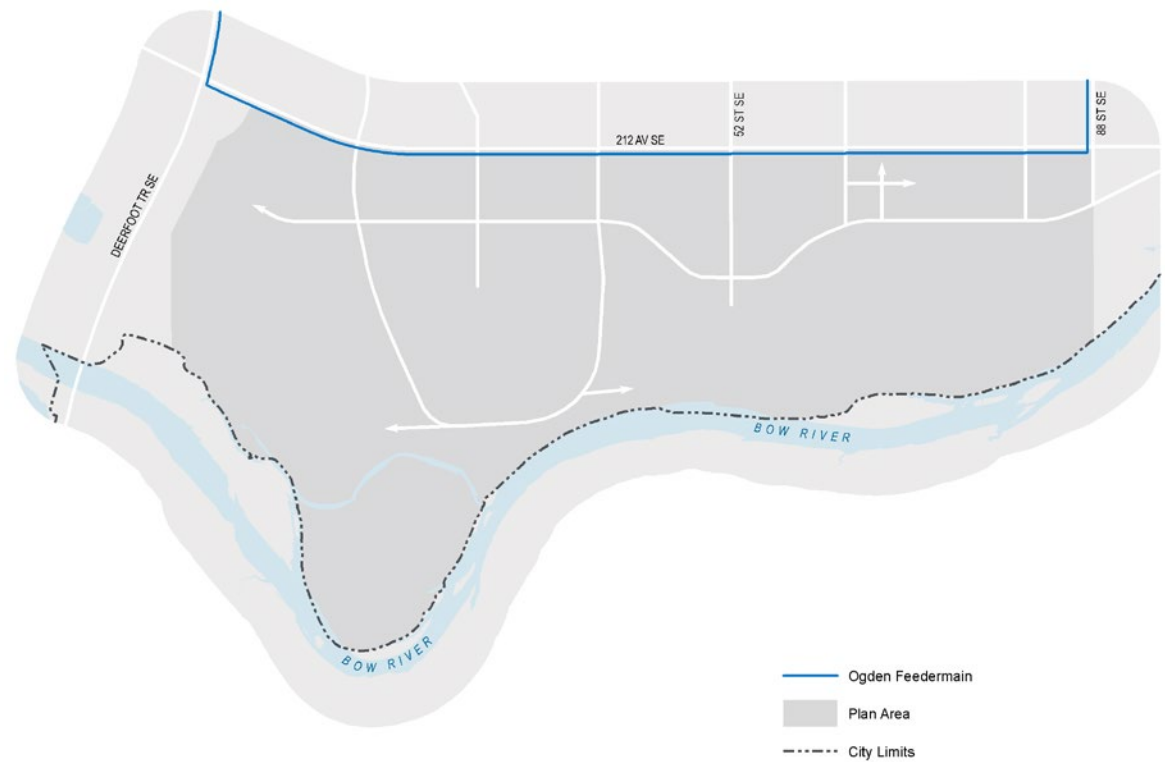 52 ST SE
88 ST SE
212 AV SE
DEERFOOT TR SE
BOW RIVER
BOW RIVER
Ogden Feedermain
Plan Area
City Limits